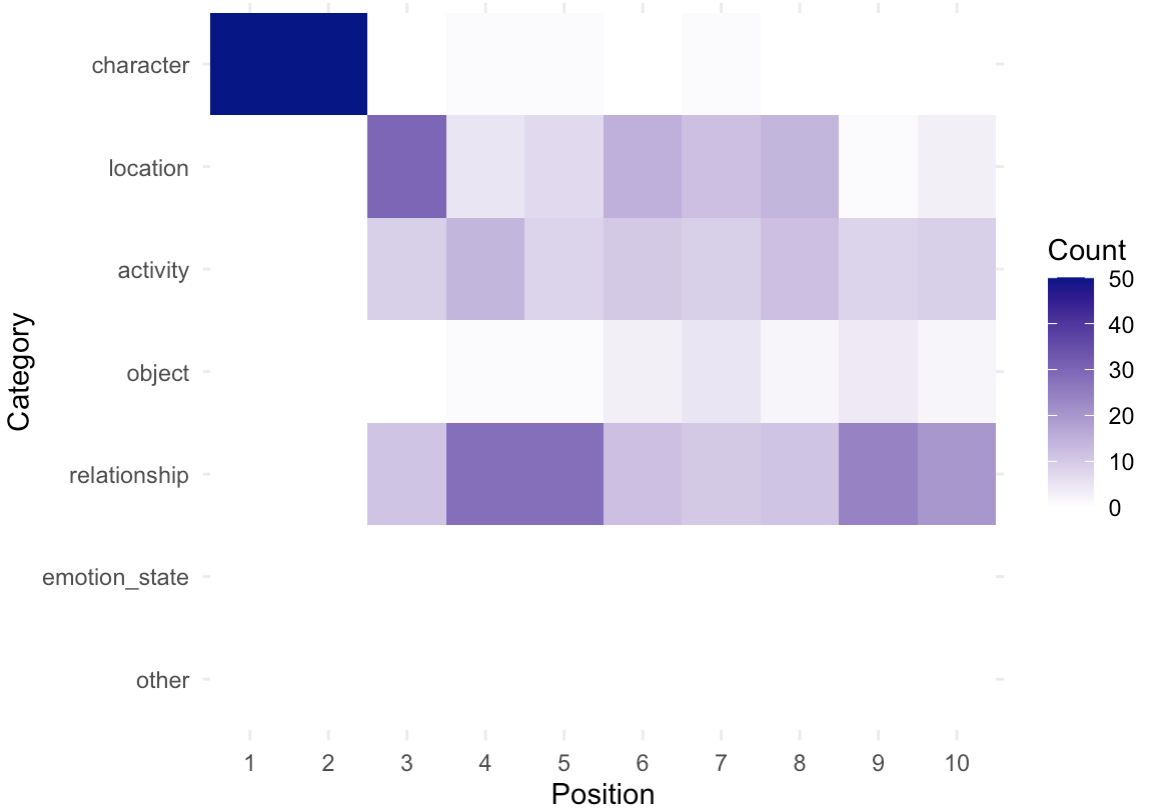 character
location
activity
object
relationship
emotion_state
other
Category
1 2 3 4 5 6 7 8 9 10
Position
Count
50
40
30
20
10
0